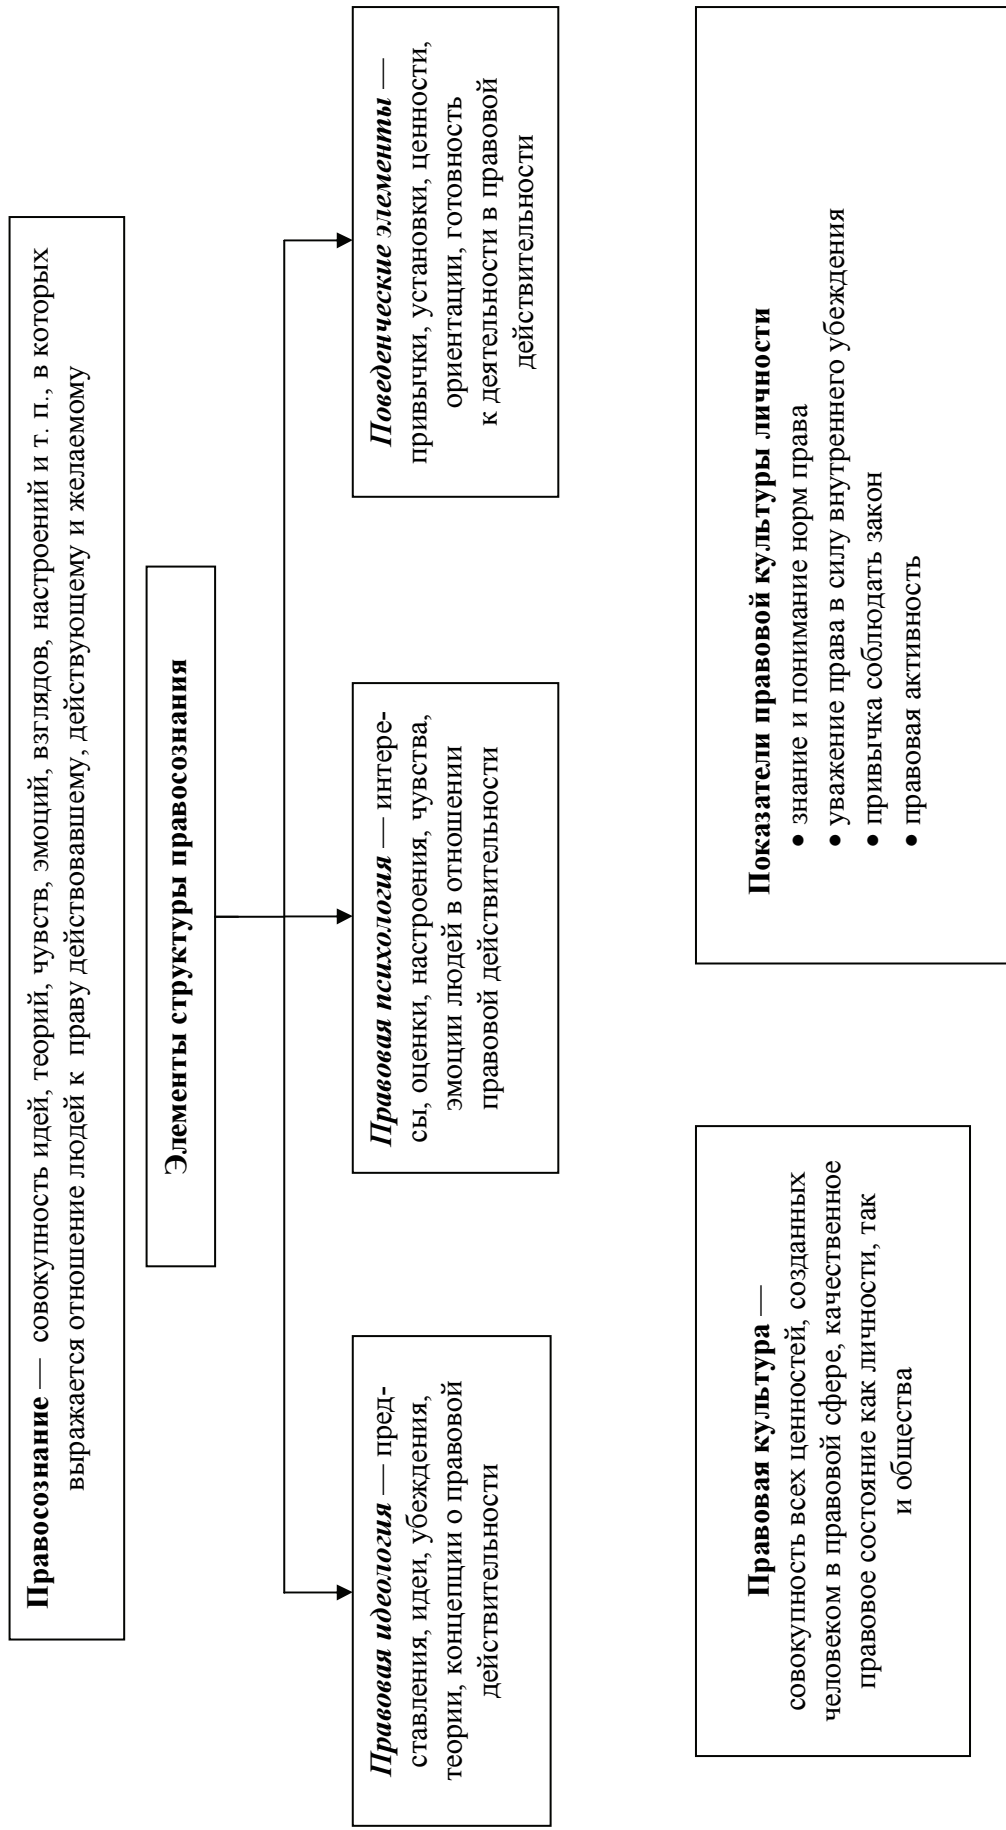 Правосознание — совокупность идей, теорий, чувств, эмоций, взглядов, настроений и т. п., в которых
выражается отношение людей к праву действовавшему, действующему и желаемому
Элементы структуры правосознания
Правовая идеология — пред-
ставления, идеи, убеждения,
теории, концепции о правовой
действительности
Правовая психология — интере-
сы, оценки, настроения, чувства,
эмоции людей в отношении
правовой действительности
Поведенческие элементы —
привычки, установки, ценности,
ориентации, готовность
к деятельности в правовой
действительности
Правовая культура —
совокупность всех ценностей, созданных
человеком в правовой сфере, качественное
правовое состояние как личности, так
и общества
Показатели правовой культуры личности
• знание и понимание норм права
• уважение права в силу внутреннего убеждения
• привычка соблюдать закон
• правовая активность